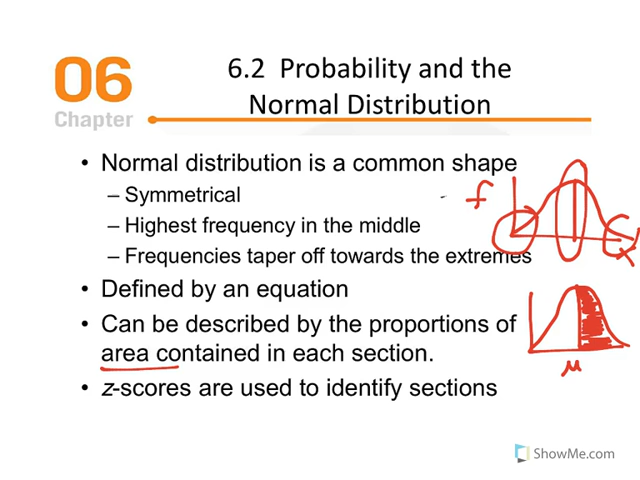 06
Chapter
6.2 Probability and the
Normal Distribution
• Normal distribution is a common shape
– Symmetrical
– Highest frequency in the middle
– Frequencies taper off towards the extremes
• Defined by an equation
• Can be described by the proportions of
area contained in each section.
• z-scores are used to identify sections
f
X
μ
ShowMe.com